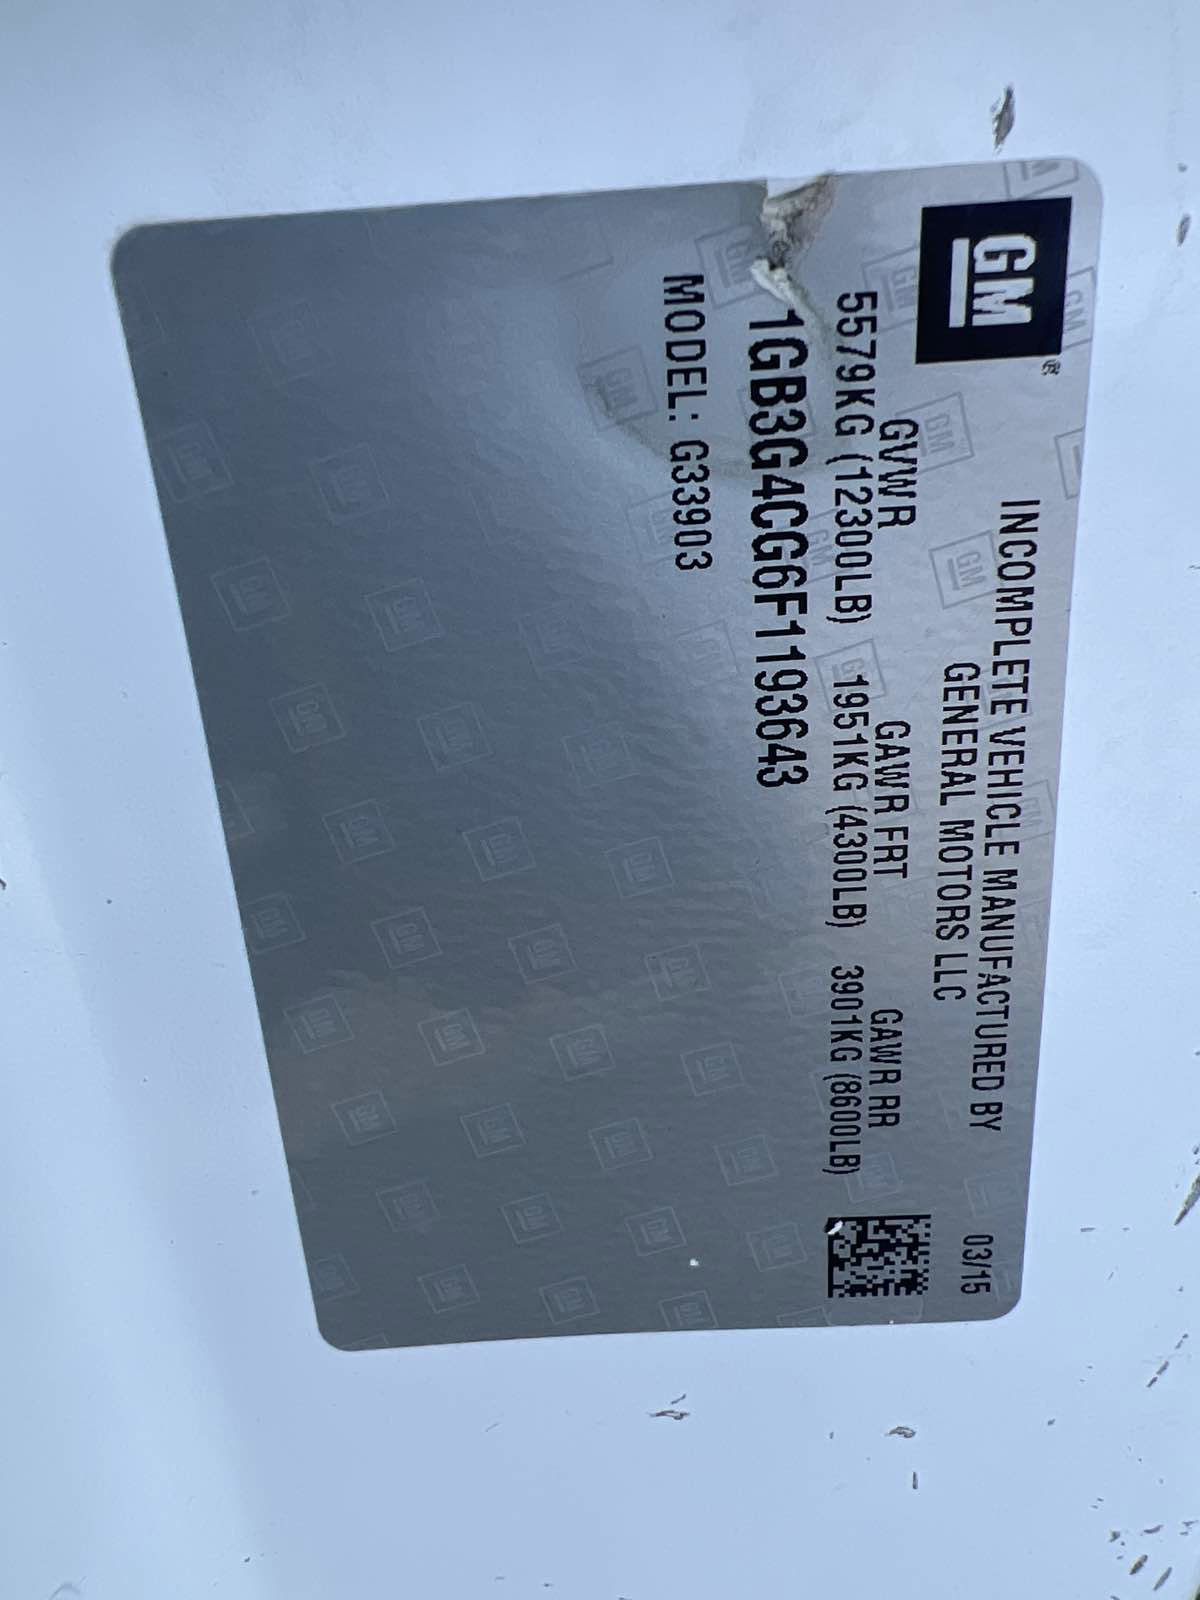 GM®
INCOMPLETE VEHICLE MANUFACTURED BY
GENERAL MOTORS LLC
03/15
GVWR GAWR FRT GAWR RR
5579KG (12300LB) 1951KG (4300LB) 3901KG (8600LB)
1GB3G4CG6F1193643
MODEL: G33903